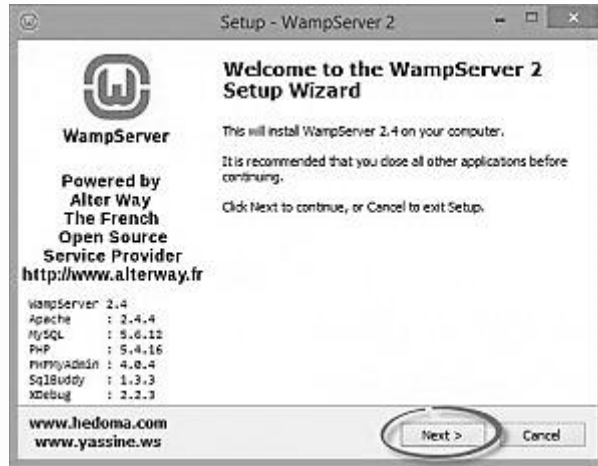 Setup - WampServer 2
WampServer
Powered by
Alter Way
The French
Open Source
Service Provider
http://www.alterway.fr
WampServer 2.4
Apache : 2.4.4
MySQL : 5.6.12
PHP : 5.4.16
PHPMyAdmin : 4.0.4
SqlBuddy : 1.3.3
XDebug : 2.2.3
www.hedoma.com
www.yassine.ws
Welcome to the WampServer 2
Setup Wizard
This will install WampServer 2.4 on your computer.
It is recommended that you close all other applications before
continuing.
Click Next to continue, or Cancel to exit Setup.
Next >
Cancel